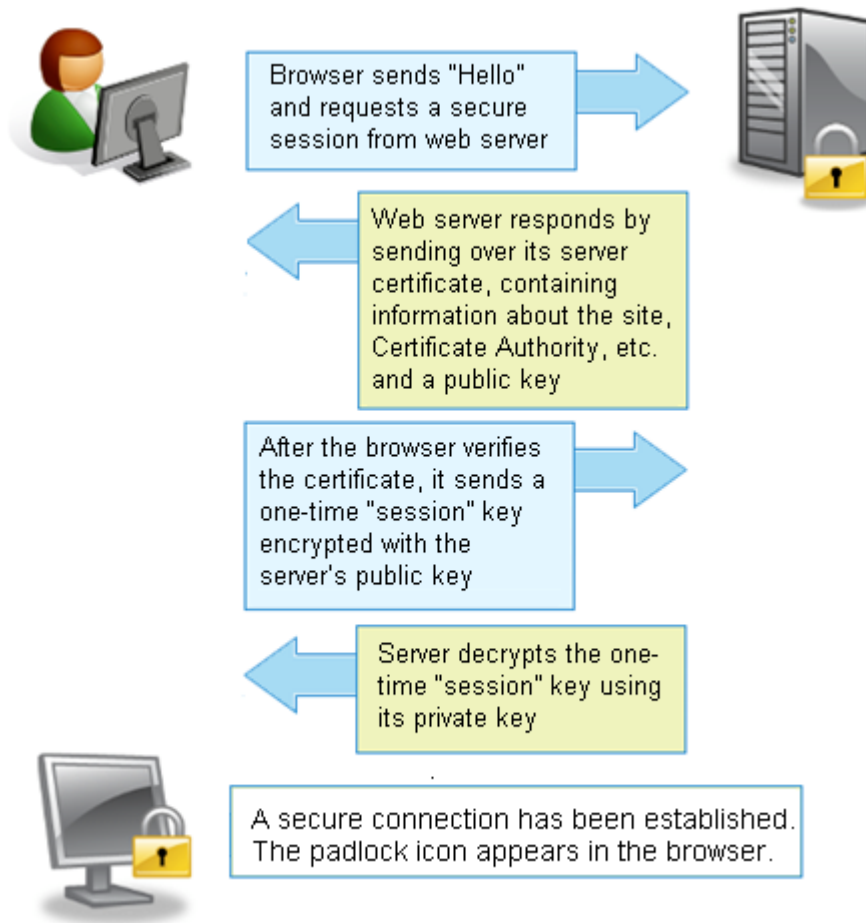 Browser sends "Hello"
and requests a secure
session from web server
Web server responds by
sending over its server
certificate, containing
information about the site,
Certificate Authority, etc.
and a public key
After the browser verifies
the certificate, it sends a
one-time "session" key
encrypted with the
server's public key
Server decrypts the one-
time "session" key using
its private key
A secure connection has been established.
The padlock icon appears in the browser.